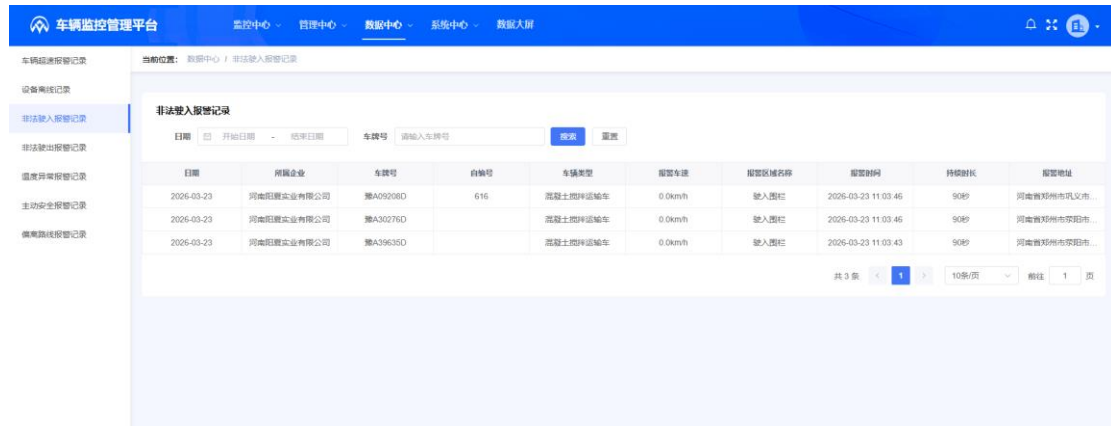 车辆监控管理平台 监控中心 管理中心 数据中心 系统中心 数据大屏
车辆超速报警记录
设备离线记录
非法驶入报警记录
非法驶出报警记录
温度异常报警记录
主动安全报警记录
偏离路线报警记录
当前位置： 数据中心 / 非法驶入报警记录
非法驶入报警记录
日期 开始日期 - 结束日期 车牌号 请输入车牌号 搜索 重置
日期 所属企业 车牌号 自编号 车辆类型 报警车速 报警区域名称 报警时间 持续时长 报警地址
2026-03-23 河南阳夏实业有限公司 豫A09208D 616 混凝土搅拌运输车 0.0km/h 驶入围栏 2026-03-23 11:03:46 90秒 河南省郑州市巩义市...
2026-03-23 河南阳夏实业有限公司 豫A30276D 混凝土搅拌运输车 0.0km/h 驶入围栏 2026-03-23 11:03:46 90秒 河南省郑州市荥阳市...
2026-03-23 河南阳夏实业有限公司 豫A39635D 混凝土搅拌运输车 0.0km/h 驶入围栏 2026-03-23 11:03:43 90秒 河南省郑州市荥阳市...
共 3 条 < 1 > 10条/页 前往 1 页